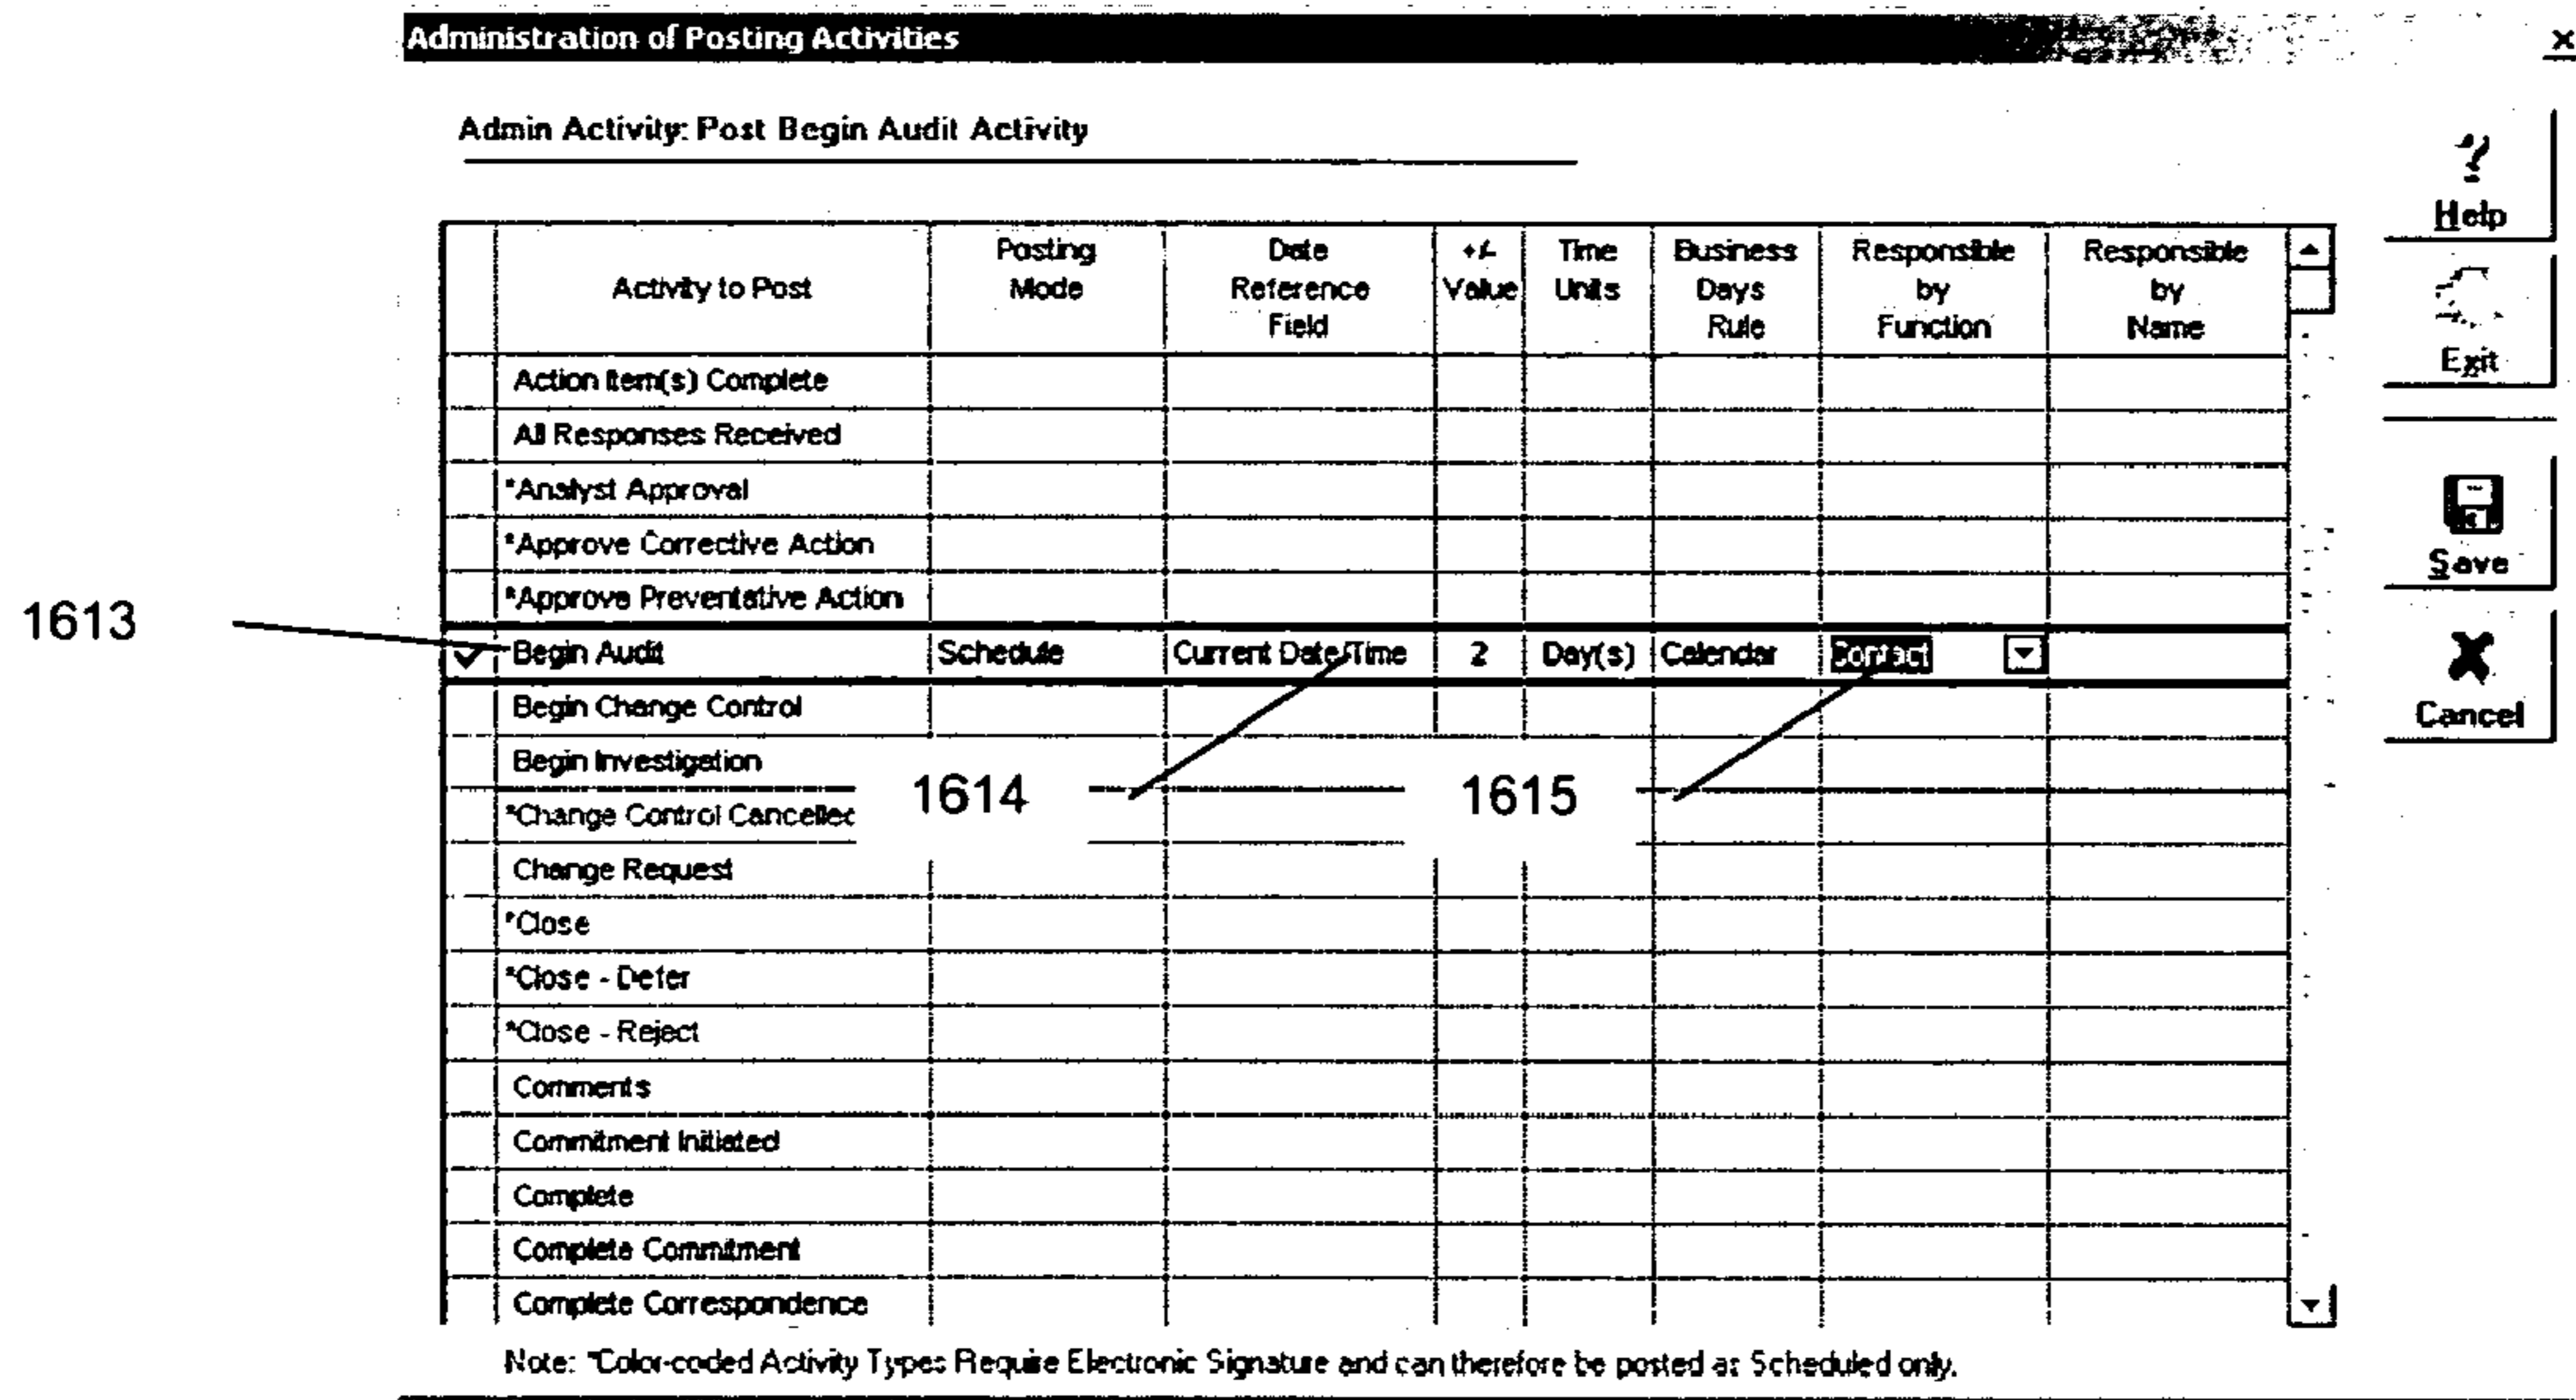 Administration of Posting Activities
Admin Activity: Post Begin Audit Activity
Activity to Post
Posting Mode
Date Reference Field
+/- Value
Time Units
Business Days Rule
Responsible by Function
Responsible by Name
Action Item(s) Complete
All Responses Received
*Analyst Approval
*Approve Corrective Action
*Approve Preventative Action
Begin Audit Schedule Current Date/Time 2 Day(s) Calendar Contact
Begin Change Control
Begin Investigation
*Change Control Cancelled
Change Request
*Close
*Close - Defer
*Close - Reject
Comments
Commitment Initiated
Complete
Complete Commitment
Complete Correspondence
Note: *Color-coded Activity Types Require Electronic Signature and can therefore be posted as Scheduled only.
Help
Exit
Save
Cancel
1613
1614
1615